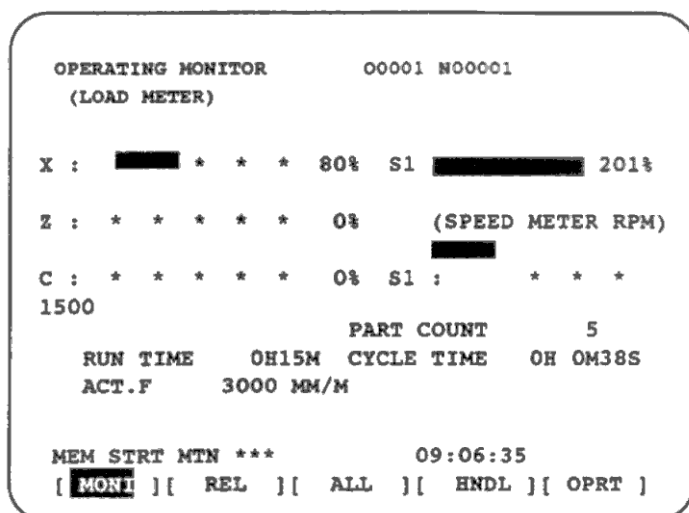 OPERATING MONITOR O0001 N00001
(LOAD METER)
X : * * * 80% S1 201%
Z : * * * * * 0% (SPEED METER RPM)
C : * * * * * 0% S1 : * * *
1500
PART COUNT 5
RUN TIME 0H15M CYCLE TIME 0H 0M38S
ACT.F 3000 MM/M
MEM STRT MTN *** 09:06:35
[ MONI ][ REL ][ ALL ][ HNDL ][ OPRT ]